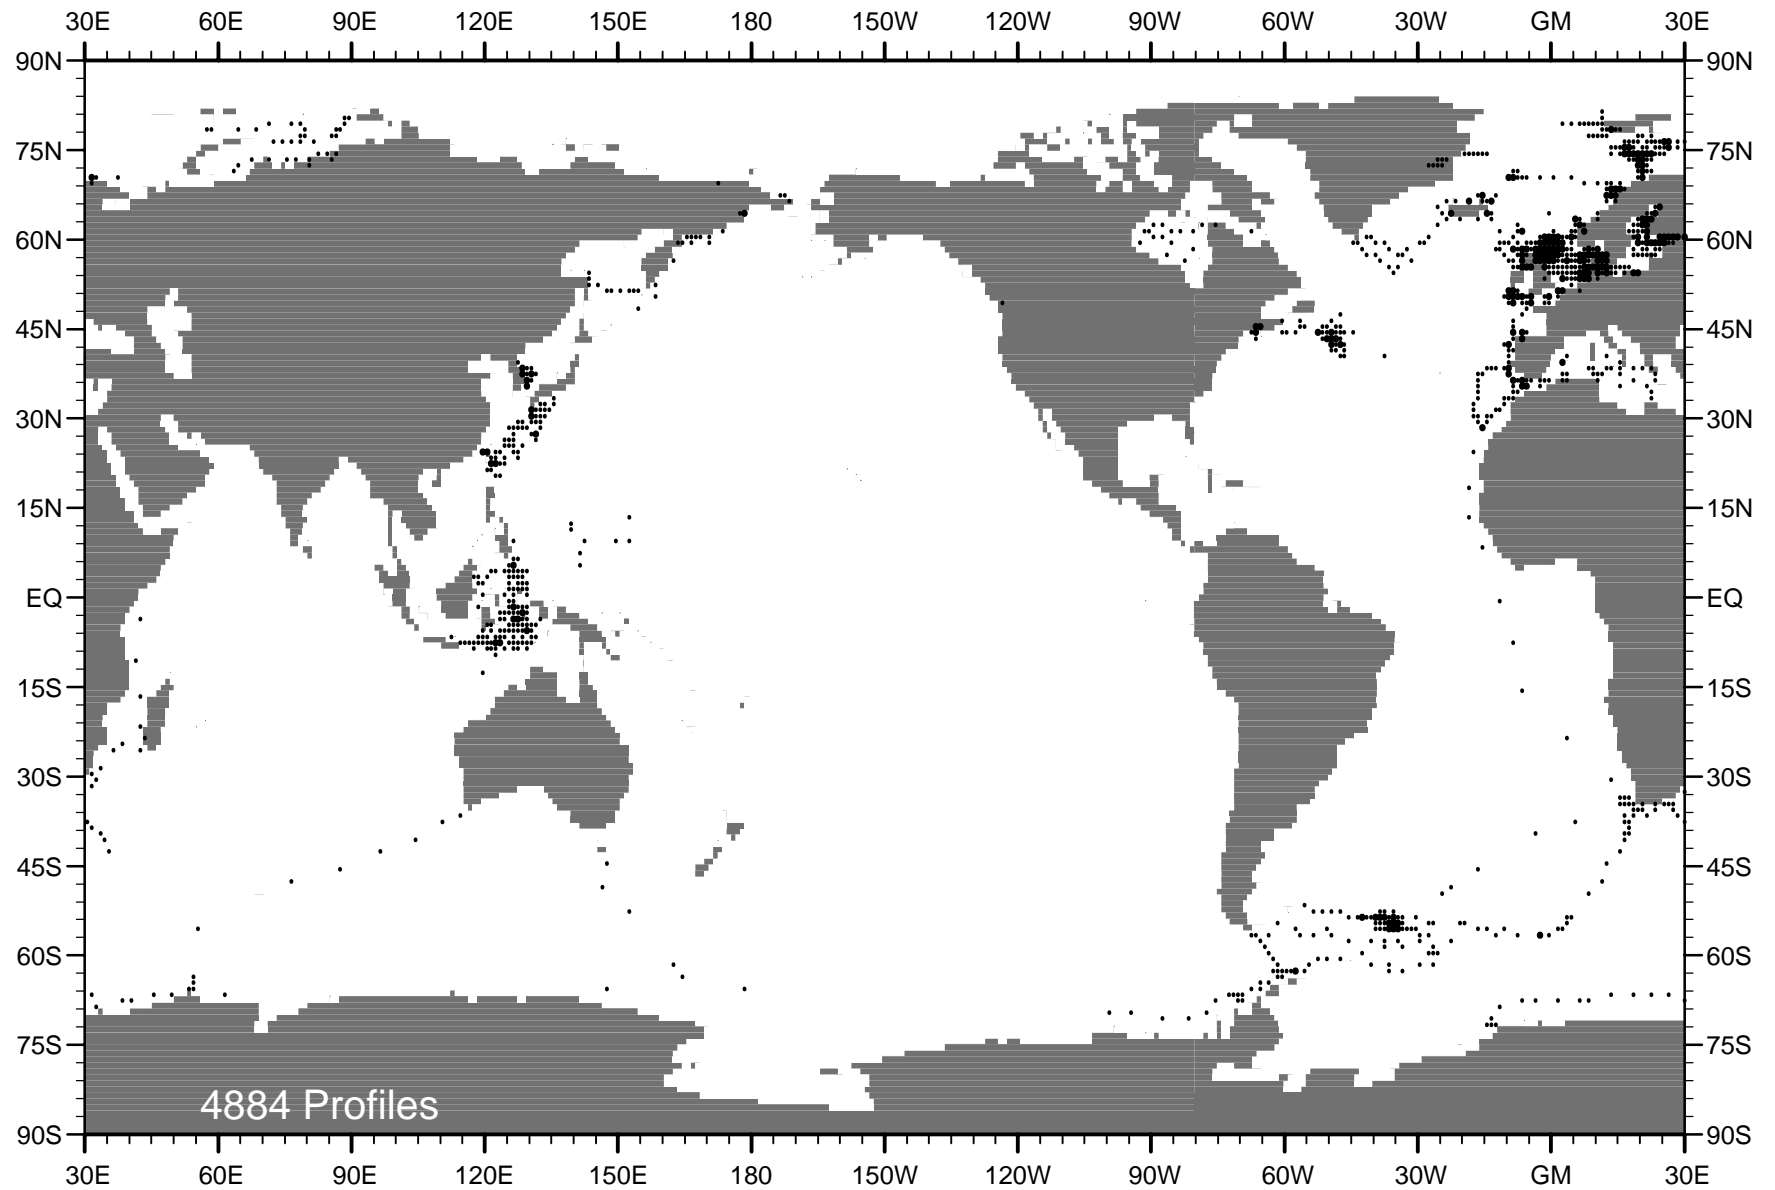 30E 60E 90E 120E 150E 180 150W 120W 90W 60W 30W GM 30E
90N 90N
75N 75N
60N 60N
45N 45N
30N 30N
15N 15N
EQ EQ
15S 15S
30S 30S
45S 45S
60S 60S
75S 75S
4884 Profiles
90S 90S
30E 60E 90E 120E 150E 180 150W 120W 90W 60W 30W GM 30E